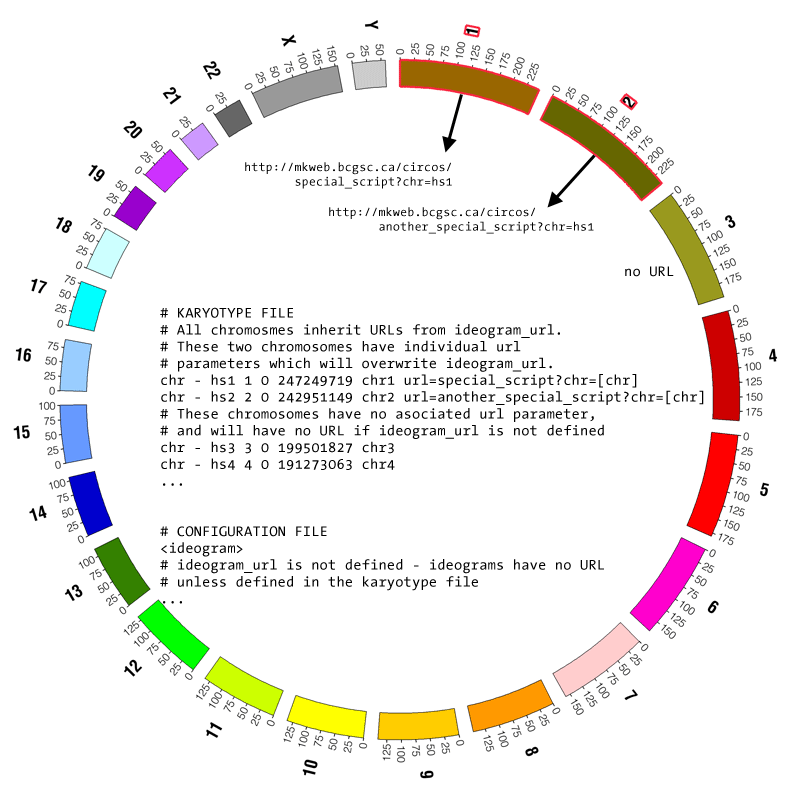 1
0 25 50 75 100 125 150 175 200 225
2
0 25 50 75 100 125 150 175 200 225
3
0 25 50 75 100 125 150 175
4
0 25 50 75 100 125 150 175
5
0 25 50 75 100 125 150 175
6
0 25 50 75 100 125 150
7
0 25 50 75 100 125 150
8
0 25 50 75 100 125
9
0 25 50 75 100 125
10
0 25 50 75 100 125
11
0 25 50 75 100 125
12
0 25 50 75 100 125
13
0 25 50 75 100
14
0 25 50 75 100
15
0 25 50 75 100
16
0 25 50 75
17
0 25 50 75
18
0 25 50 75
19
0 25 50
20
0 25 50
21
0 25
22
0 25
X
0 25 50 75 100 125 150
Y
0 25 50
http://mkweb.bcgsc.ca/circos/
special_script?chr=hs1
http://mkweb.bcgsc.ca/circos/
another_special_script?chr=hs1
no URL
# KARYOTYPE FILE
# All chromosmes inherit URLs from ideogram_url.
# These two chromosomes have individual url
# parameters which will overwrite ideogram_url.
chr - hs1 1 0 247249719 chr1 url=special_script?chr=[chr]
chr - hs2 2 0 242951149 chr2 url=another_special_script?chr=[chr]
# These chromosomes have no asociated url parameter,
# and will have no URL if ideogram_url is not defined
chr - hs3 3 0 199501827 chr3
chr - hs4 4 0 191273063 chr4
...
# CONFIGURATION FILE
<ideogram>
# ideogram_url is not defined - ideograms have no URL
# unless defined in the karyotype file
...